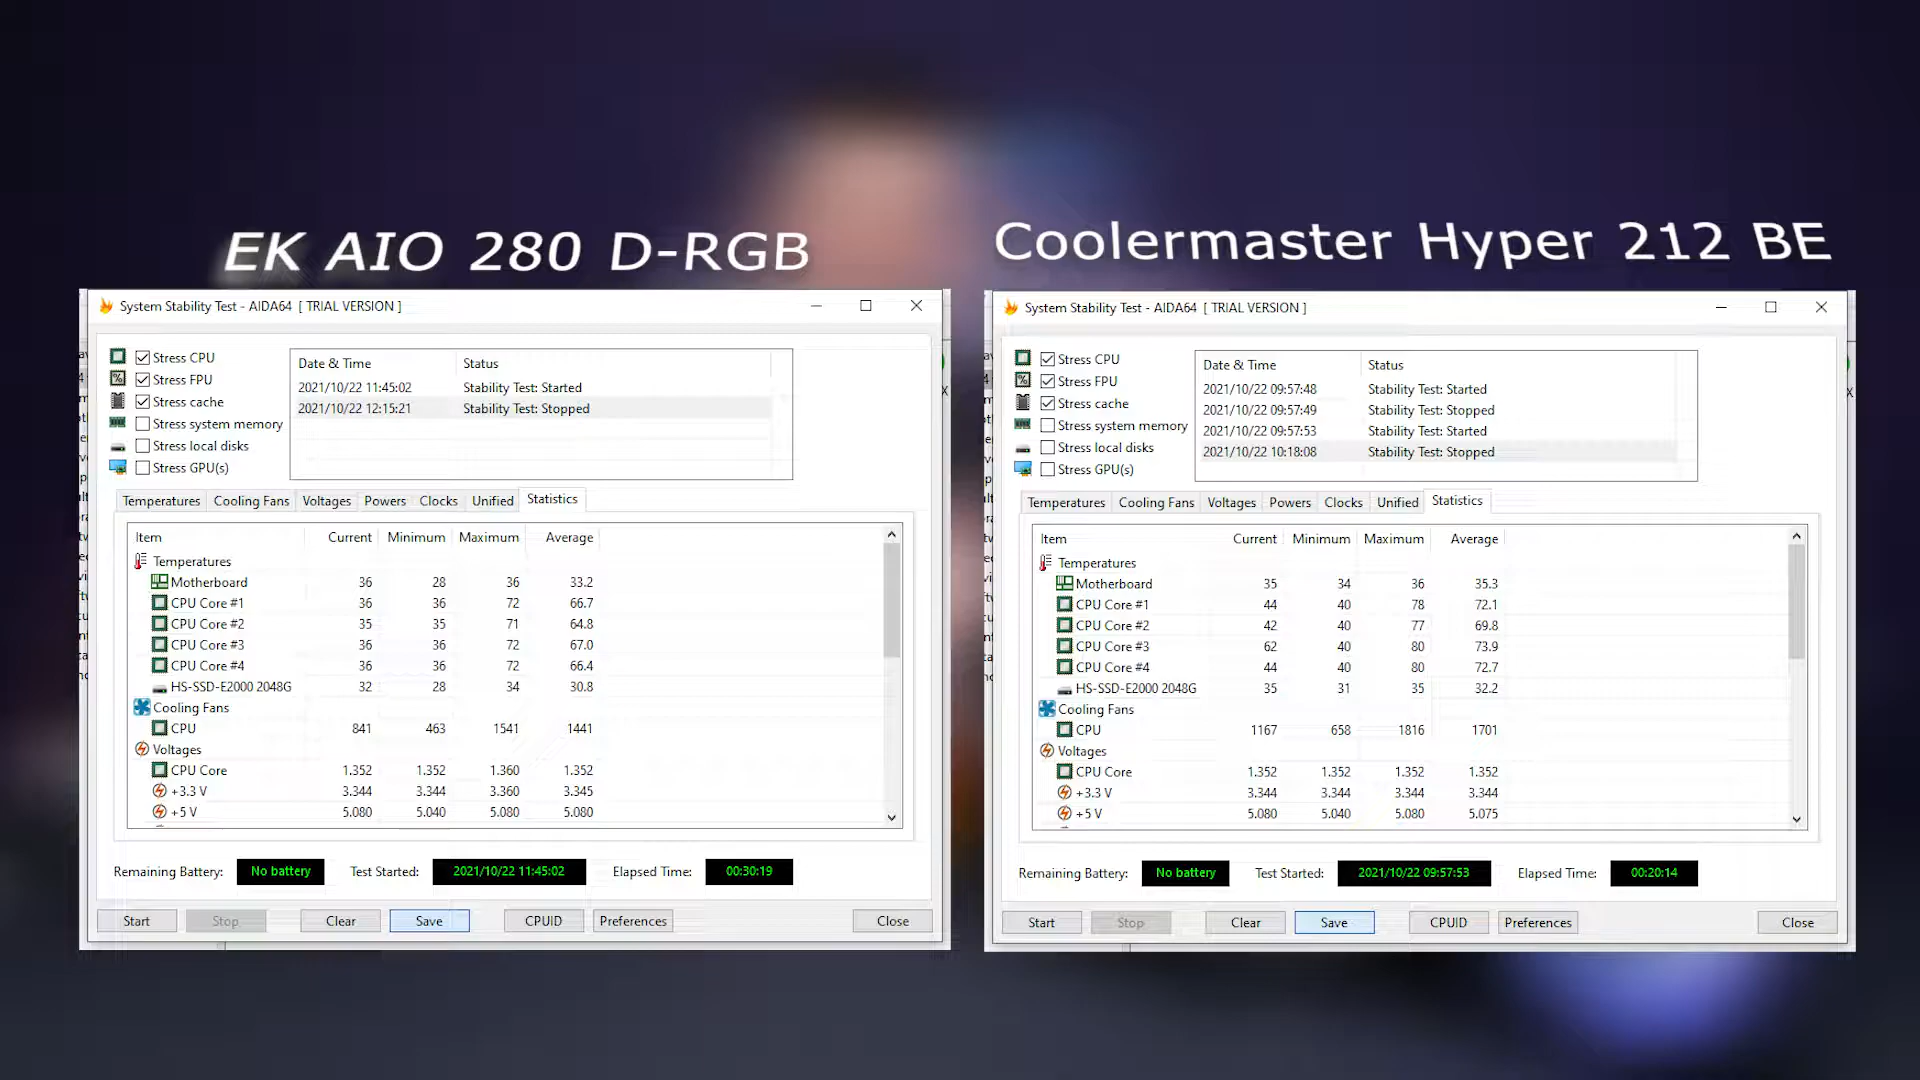 EK AIO 280 D-RGB
System Stability Test - AIDA64 [ TRIAL VERSION ]
Stress CPU
Stress FPU
Stress cache
Stress system memory
Stress local disks
Stress GPU(s)
Date & Time Status
2021/10/22 11:45:02 Stability Test: Started
2021/10/22 12:15:21 Stability Test: Stopped
Temperatures Cooling Fans Voltages Powers Clocks Unified Statistics
Item Current Minimum Maximum Average
Temperatures
Motherboard 36 28 36 33.2
CPU Core #1 36 36 72 66.7
CPU Core #2 35 35 71 64.8
CPU Core #3 36 36 72 67.0
CPU Core #4 36 36 72 66.4
HS-SSD-E2000 2048G 32 28 34 30.8
Cooling Fans
CPU 841 463 1541 1441
Voltages
CPU Core 1.352 1.352 1.360 1.352
+3.3 V 3.344 3.344 3.360 3.345
+5 V 5.080 5.040 5.080 5.080
Remaining Battery: No battery Test Started: 2021/10/22 11:45:02 Elapsed Time: 00:30:19
Start Stop Clear Save CPUID Preferences Close
Coolermaster Hyper 212 BE
System Stability Test - AIDA64 [ TRIAL VERSION ]
Stress CPU
Stress FPU
Stress cache
Stress system memory
Stress local disks
Stress GPU(s)
Date & Time Status
2021/10/22 09:57:48 Stability Test: Started
2021/10/22 09:57:49 Stability Test: Stopped
2021/10/22 09:57:53 Stability Test: Started
2021/10/22 10:18:08 Stability Test: Stopped
Temperatures Cooling Fans Voltages Powers Clocks Unified Statistics
Item Current Minimum Maximum Average
Temperatures
Motherboard 35 34 36 35.3
CPU Core #1 44 40 78 72.1
CPU Core #2 42 40 77 69.8
CPU Core #3 62 40 80 73.9
CPU Core #4 44 40 80 72.7
HS-SSD-E2000 2048G 35 31 35 32.2
Cooling Fans
CPU 1167 658 1816 1701
Voltages
CPU Core 1.352 1.352 1.352 1.352
+3.3 V 3.344 3.344 3.344 3.344
+5 V 5.080 5.040 5.080 5.075
Remaining Battery: No battery Test Started: 2021/10/22 09:57:53 Elapsed Time: 00:20:14
Start Stop Clear Save CPUID Preferences Close